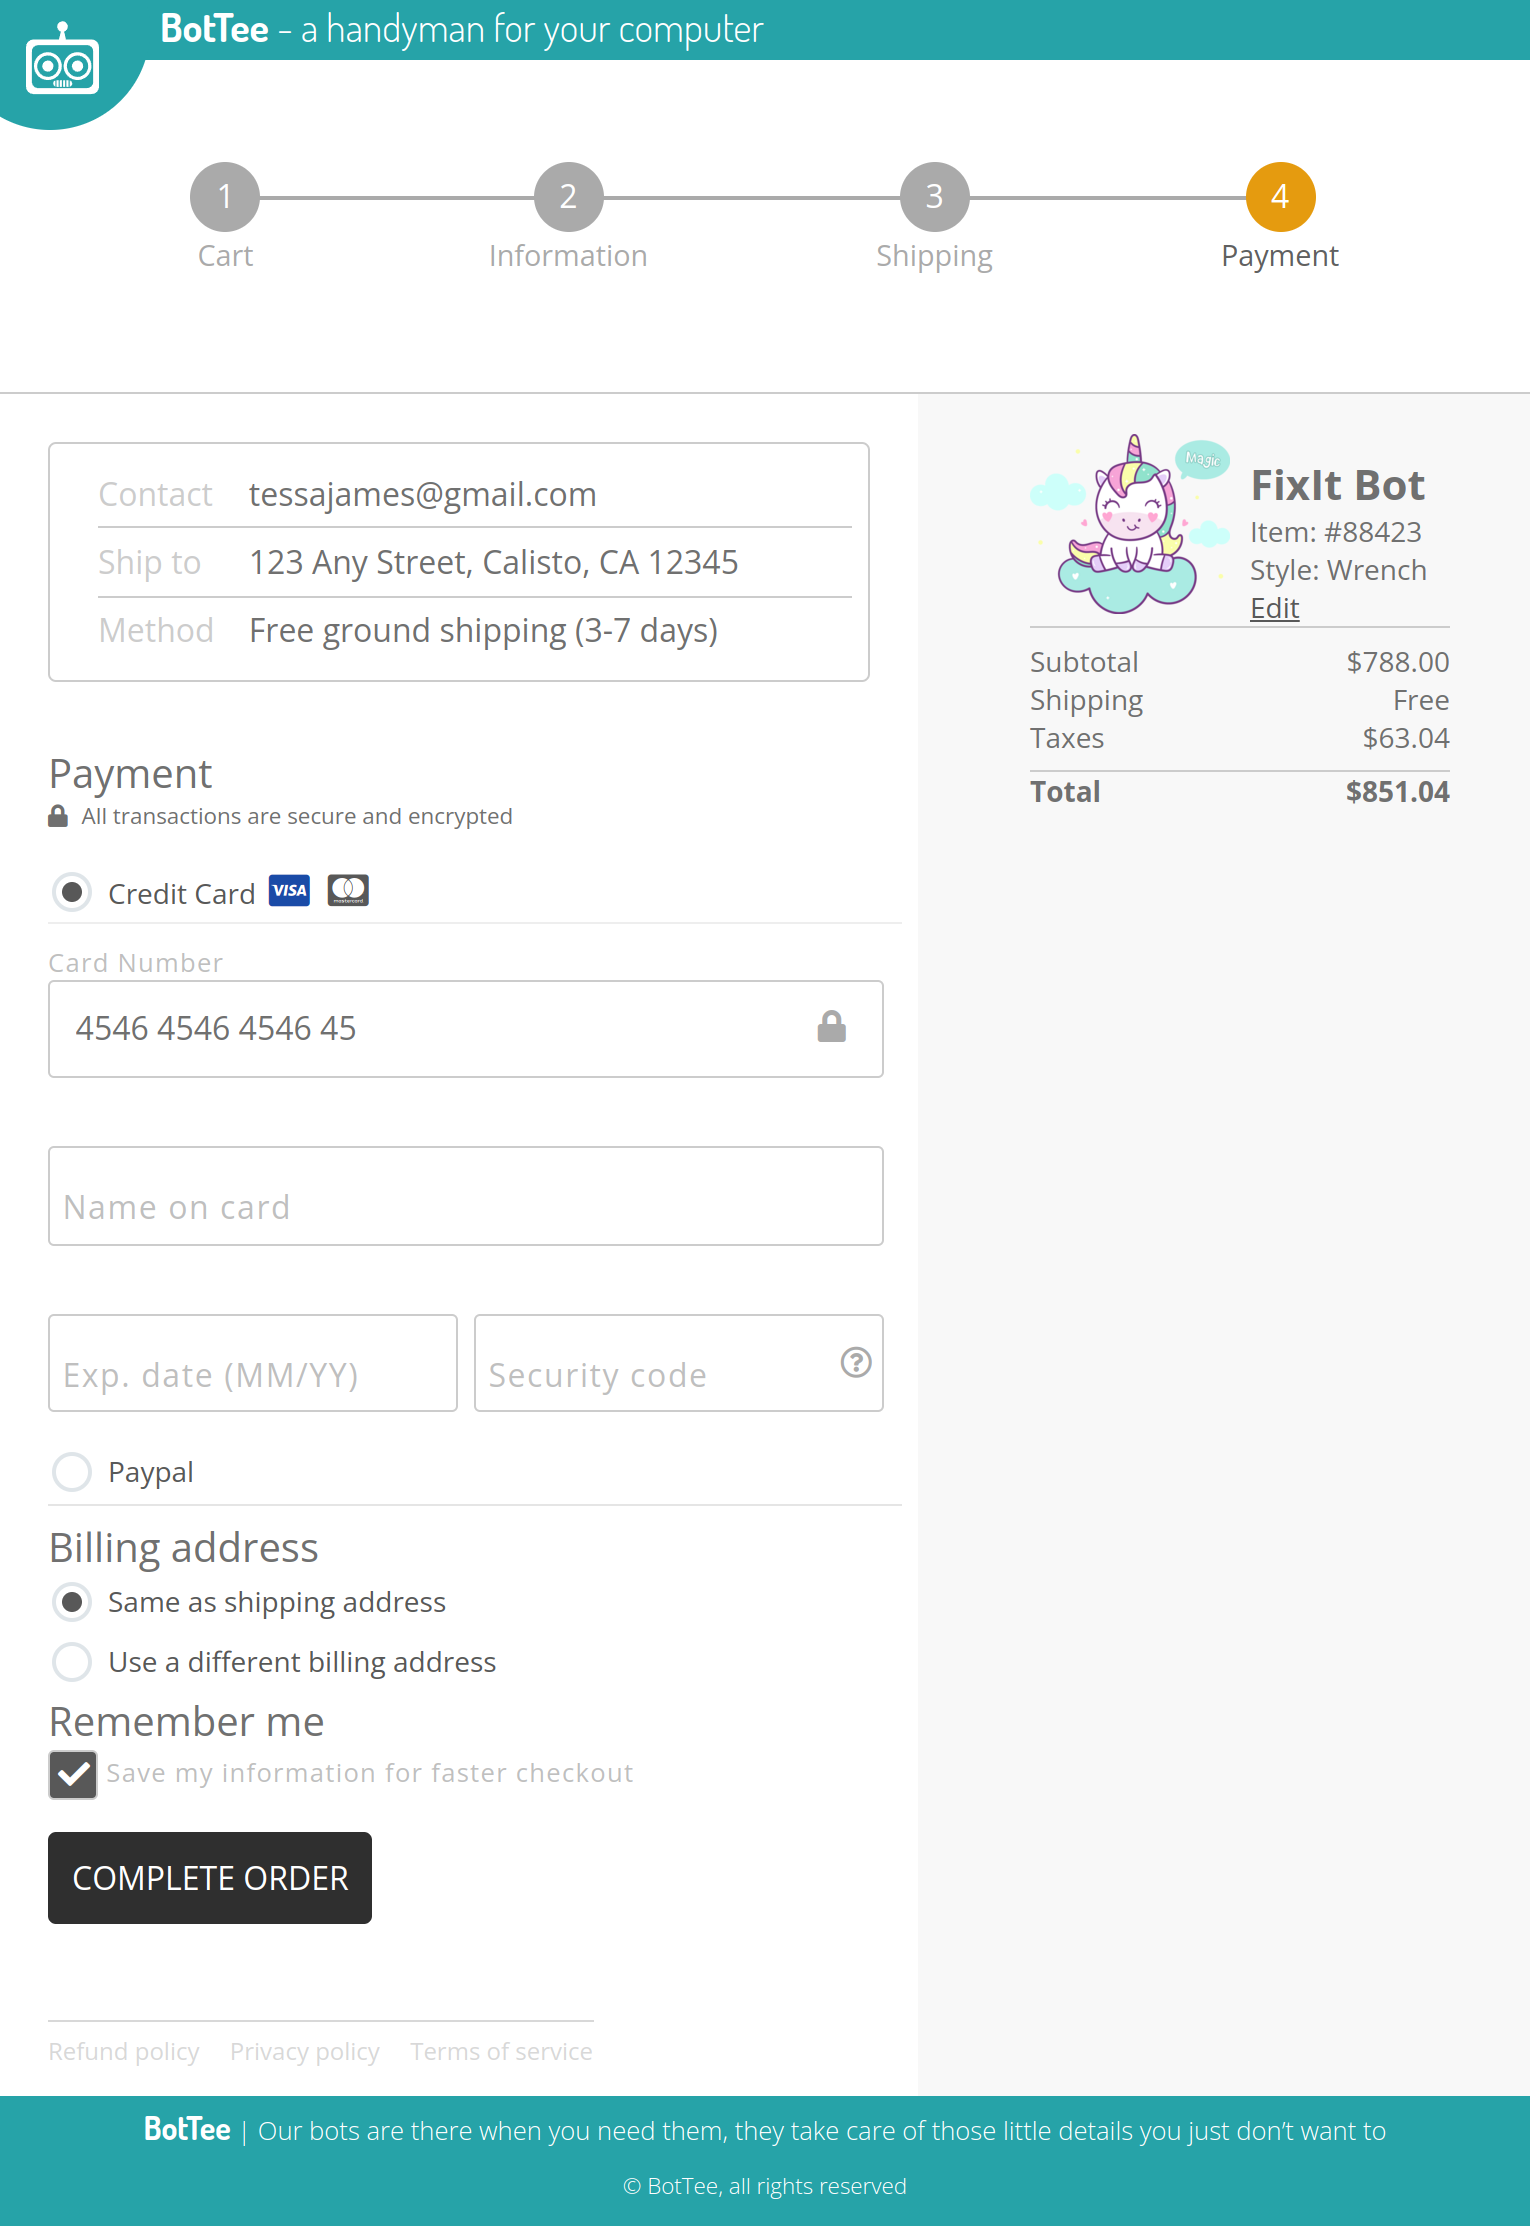 BotTee – a handyman for your computer
1 2 3 4
Cart Information Shipping Payment
Contact tessajames@gmail.com
Ship to 123 Any Street, Calisto, CA 12345
Method Free ground shipping (3-7 days)
Magic
FixIt Bot
Item: #88423
Style: Wrench
Edit
Subtotal $788.00
Shipping Free
Taxes $63.04
Total $851.04
Payment
All transactions are secure and encrypted
Credit Card VISA mastercard
Card Number
4546 4546 4546 45
Name on card
Exp. date (MM/YY) Security code ?
Paypal
Billing address
Same as shipping address
Use a different billing address
Remember me
Save my information for faster checkout
COMPLETE ORDER
Refund policy Privacy policy Terms of service
BotTee | Our bots are there when you need them, they take care of those little details you just don’t want to
© BotTee, all rights reserved